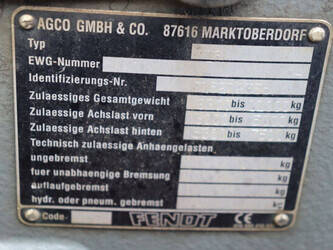 AGCO GMBH & CO. 87616 MARKTOBERDORF
Typ
EWG-Nummer
Identifizierungs-Nr.
Zulaessiges Gesamtgewicht bis kg
Zulaessige Achslast vorn bis kg
Zulaessige Achslast hinten bis kg
Technisch zulaessige Anhaengelasten
ungebremst kg
fuer unabhaengige Bremsung kg
auflaufgebremst kg
hydr. oder pneum. gebremst kg
Code FENDT CE